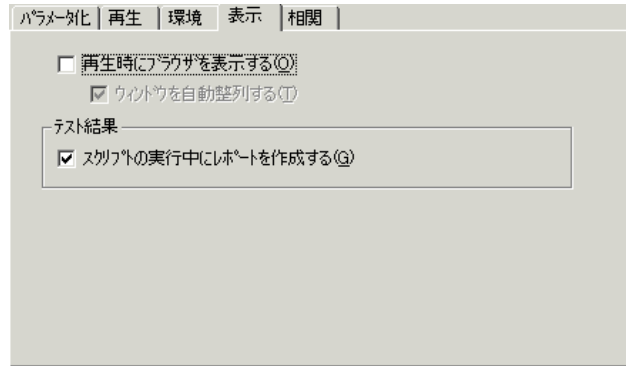 パラメータ化 再生 環境 表示 相関
再生時にブラウザを表示する(O)
ウィンドウを自動整列する(T)
テスト結果
スクリプトの実行中にレポートを作成する(G)